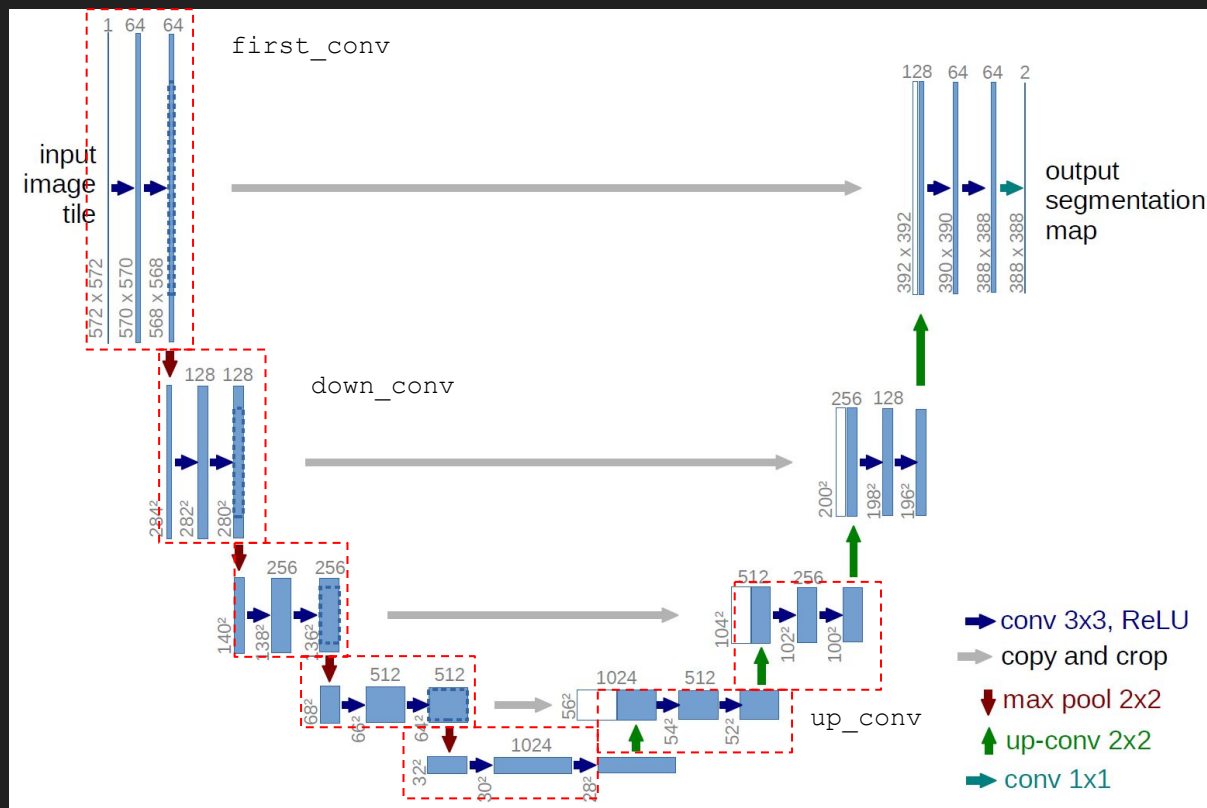 1 64 64
first_conv
128 64 64 2
input
image
tile
output
segmentation
map
572 x 572
570 x 570
568 x 568
392 x 392
390 x 390
388 x 388
388 x 388
128 128
down_conv
256 128
284²
282²
280²
200²
198²
196²
256 256
512 256
140²
138²
136²
104²
102²
100²
conv 3x3, ReLU
copy and crop
512 512
1024 512
max pool 2x2
68²
66²
64²
56²
54²
52²
up_conv
up-conv 2x2
1024
32²
30²
28²
conv 1x1